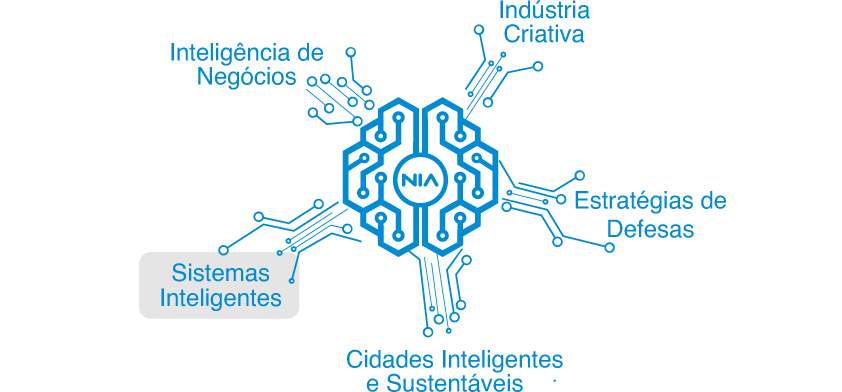 Indústria
Criativa
Inteligência de
Negócios
NIA
Estratégias de
Defesas
Sistemas
Inteligentes
Cidades Inteligentes
e Sustentáveis